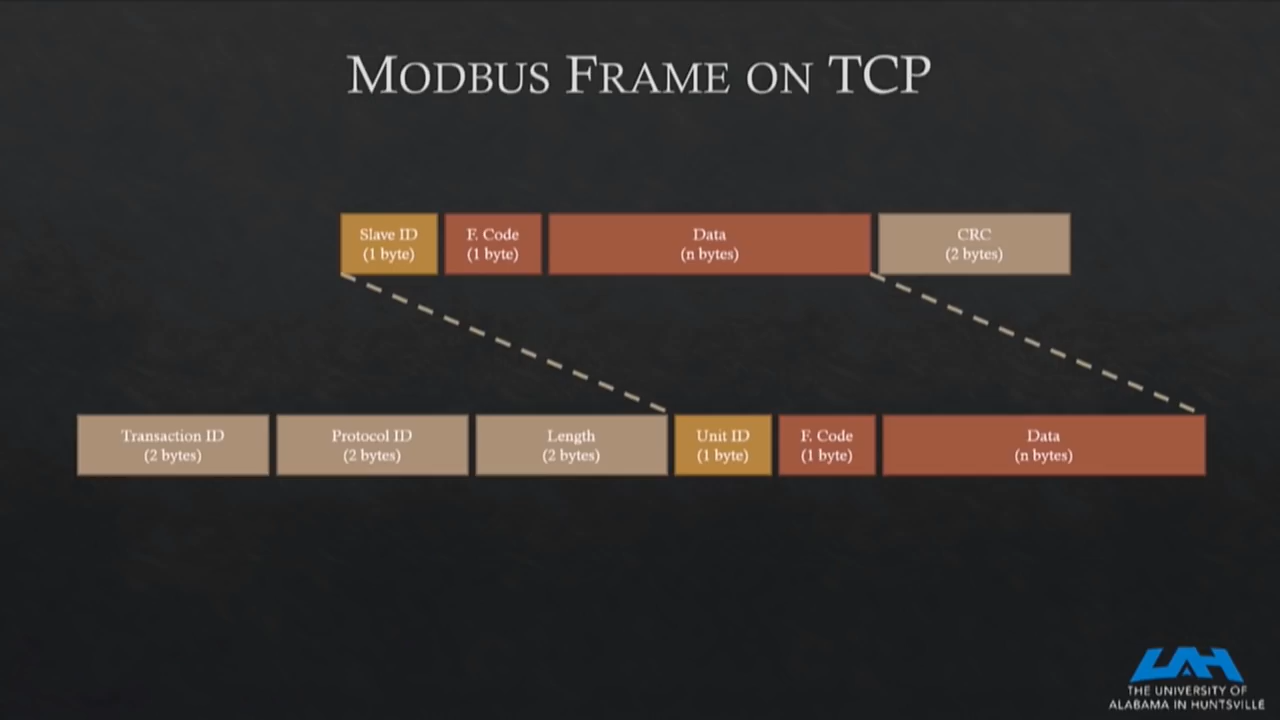 MODBUS FRAME ON TCP
Slave ID
(1 byte)
F. Code
(1 byte)
Data
(n bytes)
CRC
(2 bytes)
Transaction ID
(2 bytes)
Protocol ID
(2 bytes)
Length
(2 bytes)
Unit ID
(1 byte)
F. Code
(1 byte)
Data
(n bytes)
UAH
THE UNIVERSITY OF
ALABAMA IN HUNTSVILLE